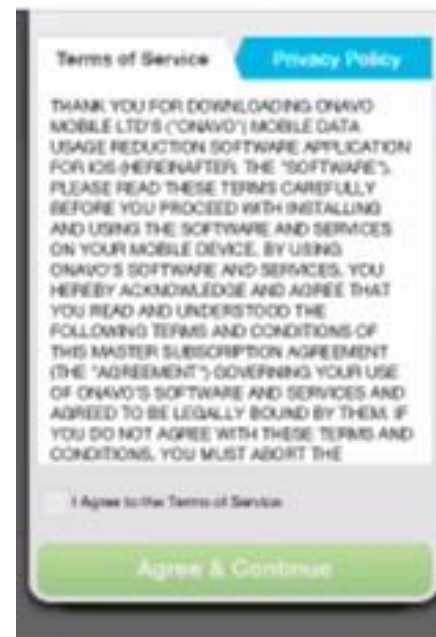 Terms of Service
Privacy Policy
THANK YOU FOR DOWNLOADING ONAVO
MOBILE LTD'S ("ONAVO") MOBILE DATA
USAGE REDUCTION SOFTWARE APPLICATION
FOR IOS (HEREINAFTER, THE "SOFTWARE").
PLEASE READ THESE TERMS CAREFULLY
BEFORE YOU PROCEED WITH INSTALLING
AND USING THE SOFTWARE AND SERVICES
ON YOUR MOBILE DEVICE. BY USING
ONAVO'S SOFTWARE AND SERVICES, YOU
HEREBY ACKNOWLEDGE AND AGREE THAT
YOU READ AND UNDERSTOOD THE
FOLLOWING TERMS AND CONDITIONS OF
THIS MASTER SUBSCRIPTION AGREEMENT
(THE "AGREEMENT") GOVERNING YOUR USE
OF ONAVO'S SOFTWARE AND SERVICES AND
AGREED TO BE LEGALLY BOUND BY THEM. IF
YOU DO NOT AGREE WITH THESE TERMS AND
CONDITIONS, YOU MUST ABORT THE
I Agree to the Terms of Service
Agree & Continue